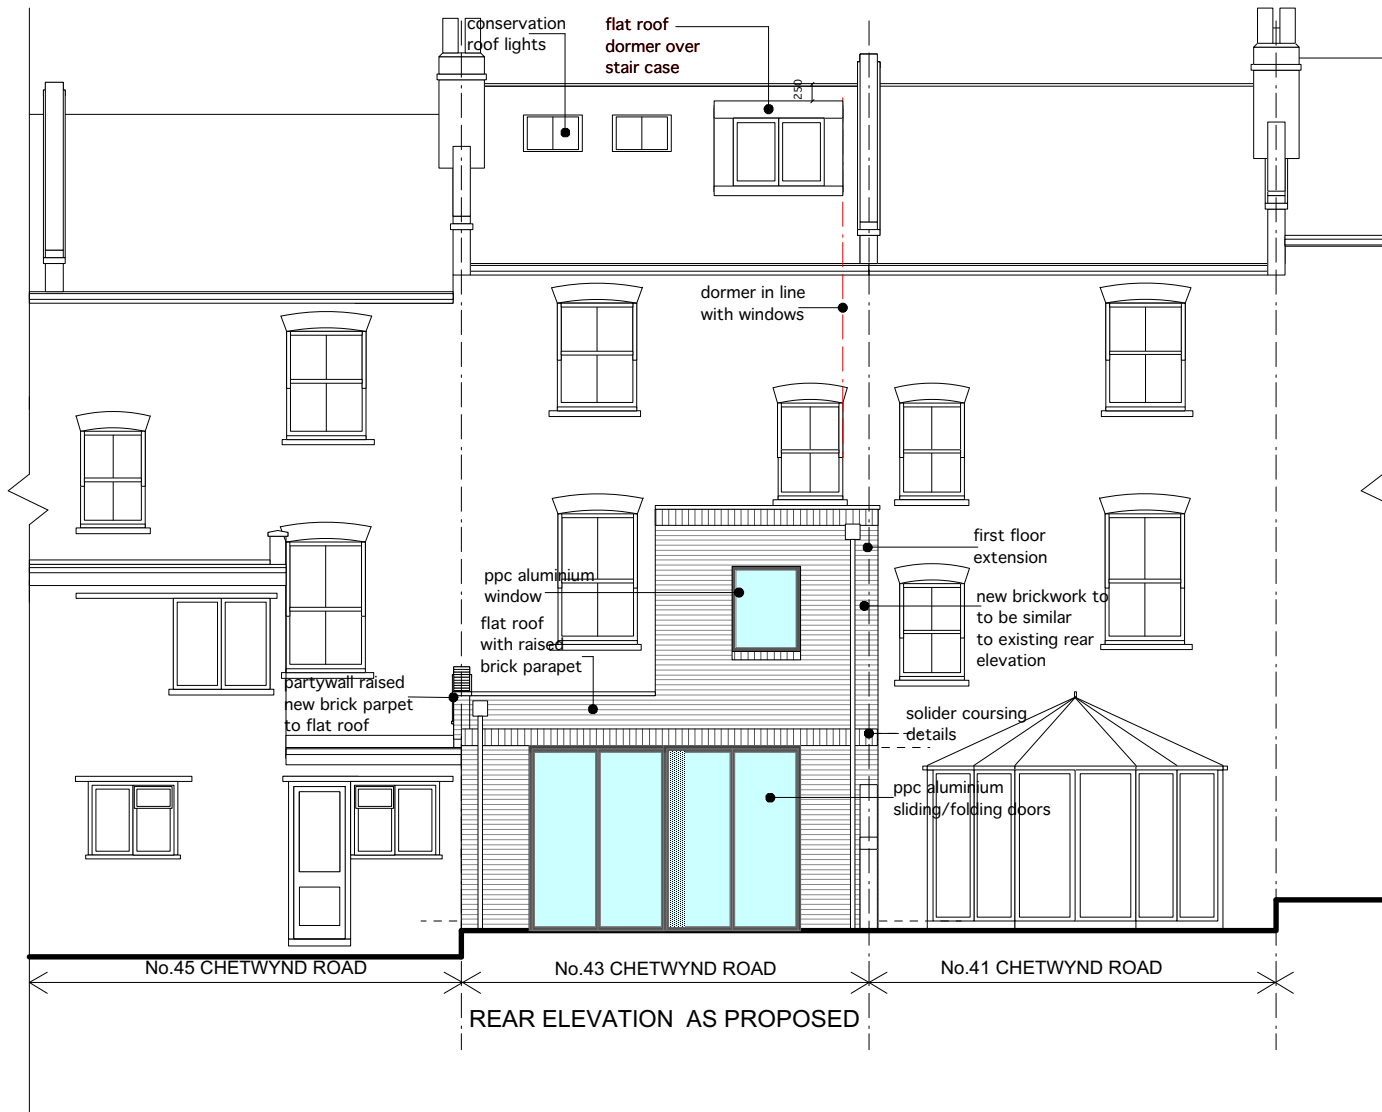 conservation
roof lights
flat roof
dormer over
stair case
250
dormer in line
with windows
first floor
extension
ppc aluminium
window
new brickwork to
to be similar
to existing rear
elevation
flat roof
with raised
brick parapet
partywall raised
new brick parpet
to flat roof
solider coursing
details
ppc aluminium
sliding/folding doors
No.45 CHETWYND ROAD
No.43 CHETWYND ROAD
No.41 CHETWYND ROAD
REAR ELEVATION AS PROPOSED